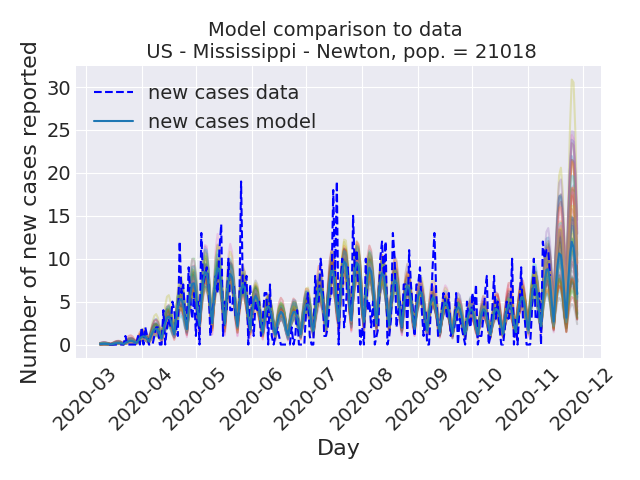 Model comparison to data
US - Mississippi - Newton, pop. = 21018
Number of new cases reported
30
25
20
15
10
5
0
new cases data
new cases model
2020-03
2020-04
2020-05
2020-06
2020-07
2020-08
2020-09
2020-10
2020-11
2020-12
Day